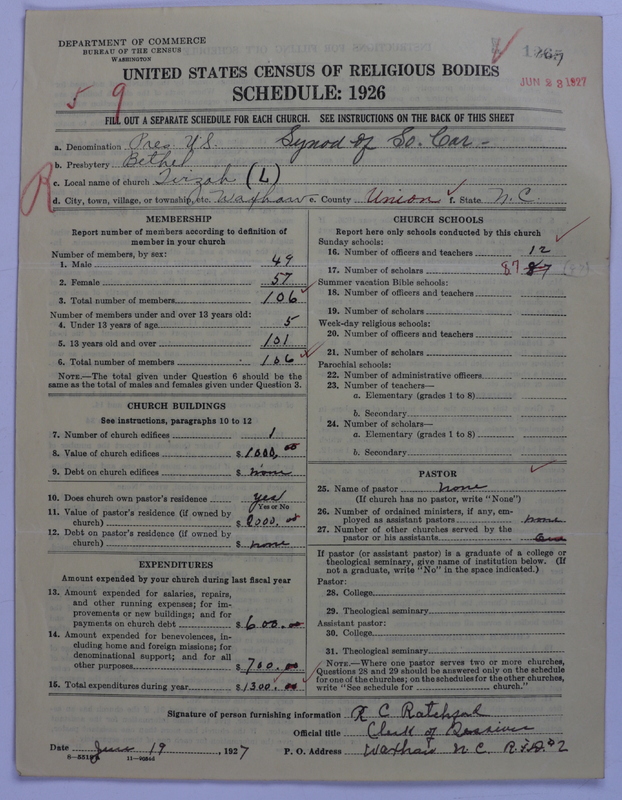 DEPARTMENT OF COMMERCE
BUREAU OF THE CENSUS
WASHINGTON
JUN 28 1927
UNITED STATES CENSUS OF RELIGIOUS BODIES
SCHEDULE: 1926
5 9
FILL OUT A SEPARATE SCHEDULE FOR EACH CHURCH. SEE INSTRUCTIONS ON THE BACK OF THIS SHEET
a. Denomination Pres U.S. Synod of So. Car -
b. Presbytery Bethel
c. Local name of church Tirzah (L)
R
d. City, town, village, or township, etc. Waxhaw e. County Union f. State N.C.
MEMBERSHIP
Report number of members according to definition of
member in your church
Number of members, by sex:
1. Male 49
2. Female 57
3. Total number of members 106
Number of members under and over 13 years old:
4. Under 13 years of age 5
5. 13 years old and over 101
6. Total number of members 106
NOTE.—The total given under Question 6 should be
same as the total of males and females given under Question 3.
CHURCH BUILDINGS
See instructions, paragraphs 10 to 12
7. Number of church edifices 1
8. Value of church edifices $1000.00
9. Debt on church edifices $ none
10. Does church own pastor's residence yes
Yes or No
11. Value of pastor's residence (if owned by
church) $ 000.00
12. Debt on pastor's residence (if owned by
church) $ none
EXPENDITURES
Amount expended by your church during last fiscal year
13. Amount expended for salaries, repairs,
and other running expenses; for im-
provements or new buildings; and for
payments on church debt $600.00
14. Amount expended for benevolences, in-
cluding home and foreign missions; for
denominational support; and for all
other purposes $700.00
15. Total expenditures during year $1300.00
CHURCH SCHOOLS
Report here only schools conducted by this church
Sunday schools:
16. Number of officers and teachers 12
17. Number of scholars 87 87
Summer vacation Bible schools:
18. Number of officers and teachers
19. Number of scholars
Week-day religious schools:
20. Number of officers and teachers
21. Number of scholars
Parochial schools:
22. Number of administrative officers
23. Number of teachers—
a. Elementary (grades 1 to 8)
b. Secondary
24. Number of scholars—
a. Elementary (grades 1 to 8)
b. Secondary
PASTOR
25. Name of pastor none
(If church has no pastor, write "None")
26. Number of ordained ministers, if any, em-
ployed as assistant pastors none
27. Number of other churches served by the
pastor or his assistants
If pastor (or assistant pastor) is a graduate of a college or
theological seminary, give name of institution below. (If
not a graduate, write "No" in the space indicated.)
Pastor:
28. College
29. Theological seminary
Assistant pastor:
30. College
31. Theological seminary
NOTE.—Where one pastor serves two or more churches,
Questions 28 and 29 should be answered only on the schedule
for one of the churches; on the schedules for the other churches,
write "See schedule for church."
Signature of person furnishing information R C
Official title Clerk of
Date June 19, 1927 P. O. Address Waxhaw N C R.F.D. #2